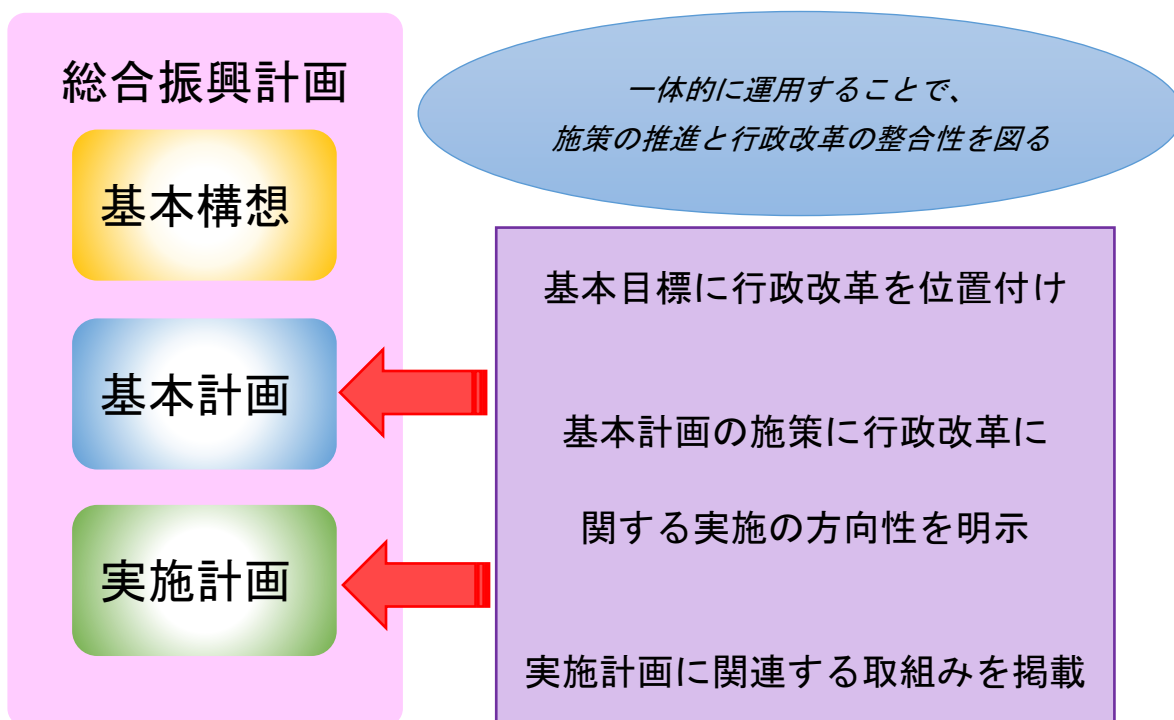 総合振興計画
基本構想
基本計画
実施計画
一体的に運用することで、
施策の推進と行政改革の整合性を図る
基本目標に行政改革を位置付け
基本計画の施策に行政改革に
関する実施の方向性を明示
実施計画に関連する取組みを掲載